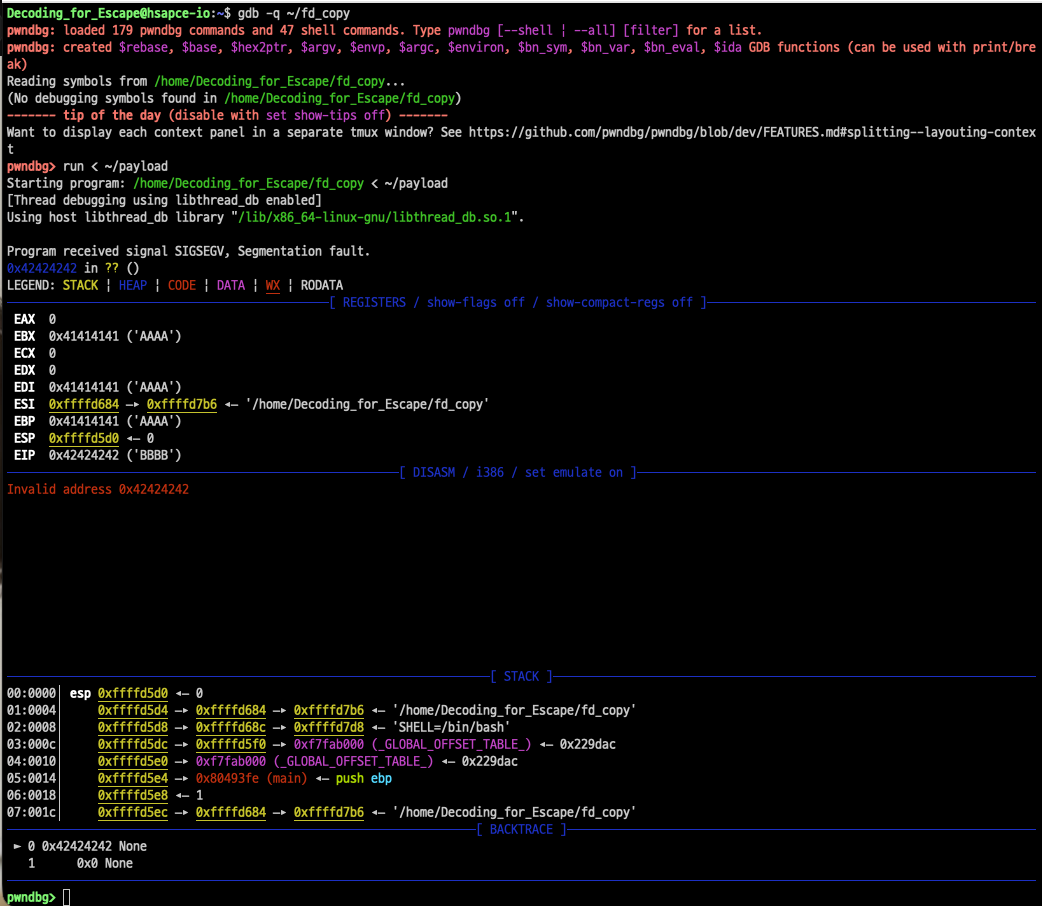 Decoding_for_Escape@hsapce-io:~$ gdb -q ~/fd_copy
pwndbg: loaded 179 pwndbg commands and 47 shell commands. Type pwndbg [--shell ¦ --all] [filter] for a list.
pwndbg: created $rebase, $base, $hex2ptr, $argv, $envp, $argc, $environ, $bn_sym, $bn_var, $bn_eval, $ida GDB functions (can be used with print/bre
ak)
Reading symbols from /home/Decoding_for_Escape/fd_copy...
(No debugging symbols found in /home/Decoding_for_Escape/fd_copy)
------- tip of the day (disable with set show-tips off) -------
Want to display each context panel in a separate tmux window? See https://github.com/pwndbg/pwndbg/blob/dev/FEATURES.md#splitting--layouting-contex
t
pwndbg> run < ~/payload
Starting program: /home/Decoding_for_Escape/fd_copy < ~/payload
[Thread debugging using libthread_db enabled]
Using host libthread_db library "/lib/x86_64-linux-gnu/libthread_db.so.1".
Program received signal SIGSEGV, Segmentation fault.
0x42424242 in ?? ()
LEGEND: STACK ¦ HEAP ¦ CODE ¦ DATA ¦ WX ¦ RODATA
[ REGISTERS / show-flags off / show-compact-regs off ]
EAX 0
EBX 0x41414141 ('AAAA')
ECX 0
EDX 0
EDI 0x41414141 ('AAAA')
ESI 0xffffd684 —▸ 0xffffd7b6 ◂— '/home/Decoding_for_Escape/fd_copy'
EBP 0x41414141 ('AAAA')
ESP 0xffffd5d0 ◂— 0
EIP 0x42424242 ('BBBB')
[ DISASM / i386 / set emulate on ]
Invalid address 0x42424242
[ STACK ]
00:0000│ esp 0xffffd5d0 ◂— 0
01:0004│ 0xffffd5d4 —▸ 0xffffd684 —▸ 0xffffd7b6 ◂— '/home/Decoding_for_Escape/fd_copy'
02:0008│ 0xffffd5d8 —▸ 0xffffd68c —▸ 0xffffd7d8 ◂— 'SHELL=/bin/bash'
03:000c│ 0xffffd5dc —▸ 0xffffd5f0 —▸ 0xf7fab000 (_GLOBAL_OFFSET_TABLE_) ◂— 0x229dac
04:0010│ 0xffffd5e0 —▸ 0xf7fab000 (_GLOBAL_OFFSET_TABLE_) ◂— 0x229dac
05:0014│ 0xffffd5e4 —▸ 0x80493fe (main) ◂— push ebp
06:0018│ 0xffffd5e8 ◂— 1
07:001c│ 0xffffd5ec —▸ 0xffffd684 —▸ 0xffffd7b6 ◂— '/home/Decoding_for_Escape/fd_copy'
[ BACKTRACE ]
► 0 0x42424242 None
1 0x0 None
pwndbg>